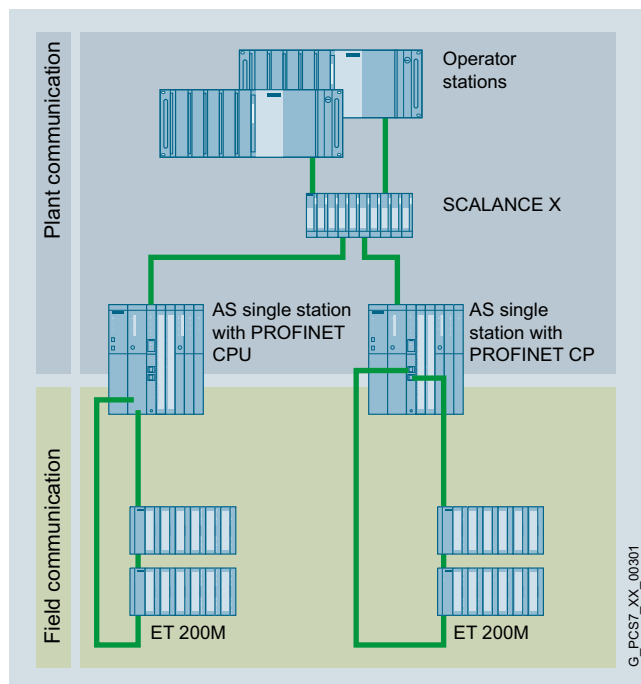 Plant communication
Operator
stations
SCALANCE X
AS single station
with PROFINET
CPU
AS single
station with
PROFINET CP
Field communication
ET 200M
ET 200M
G_PCS7_XX_00301